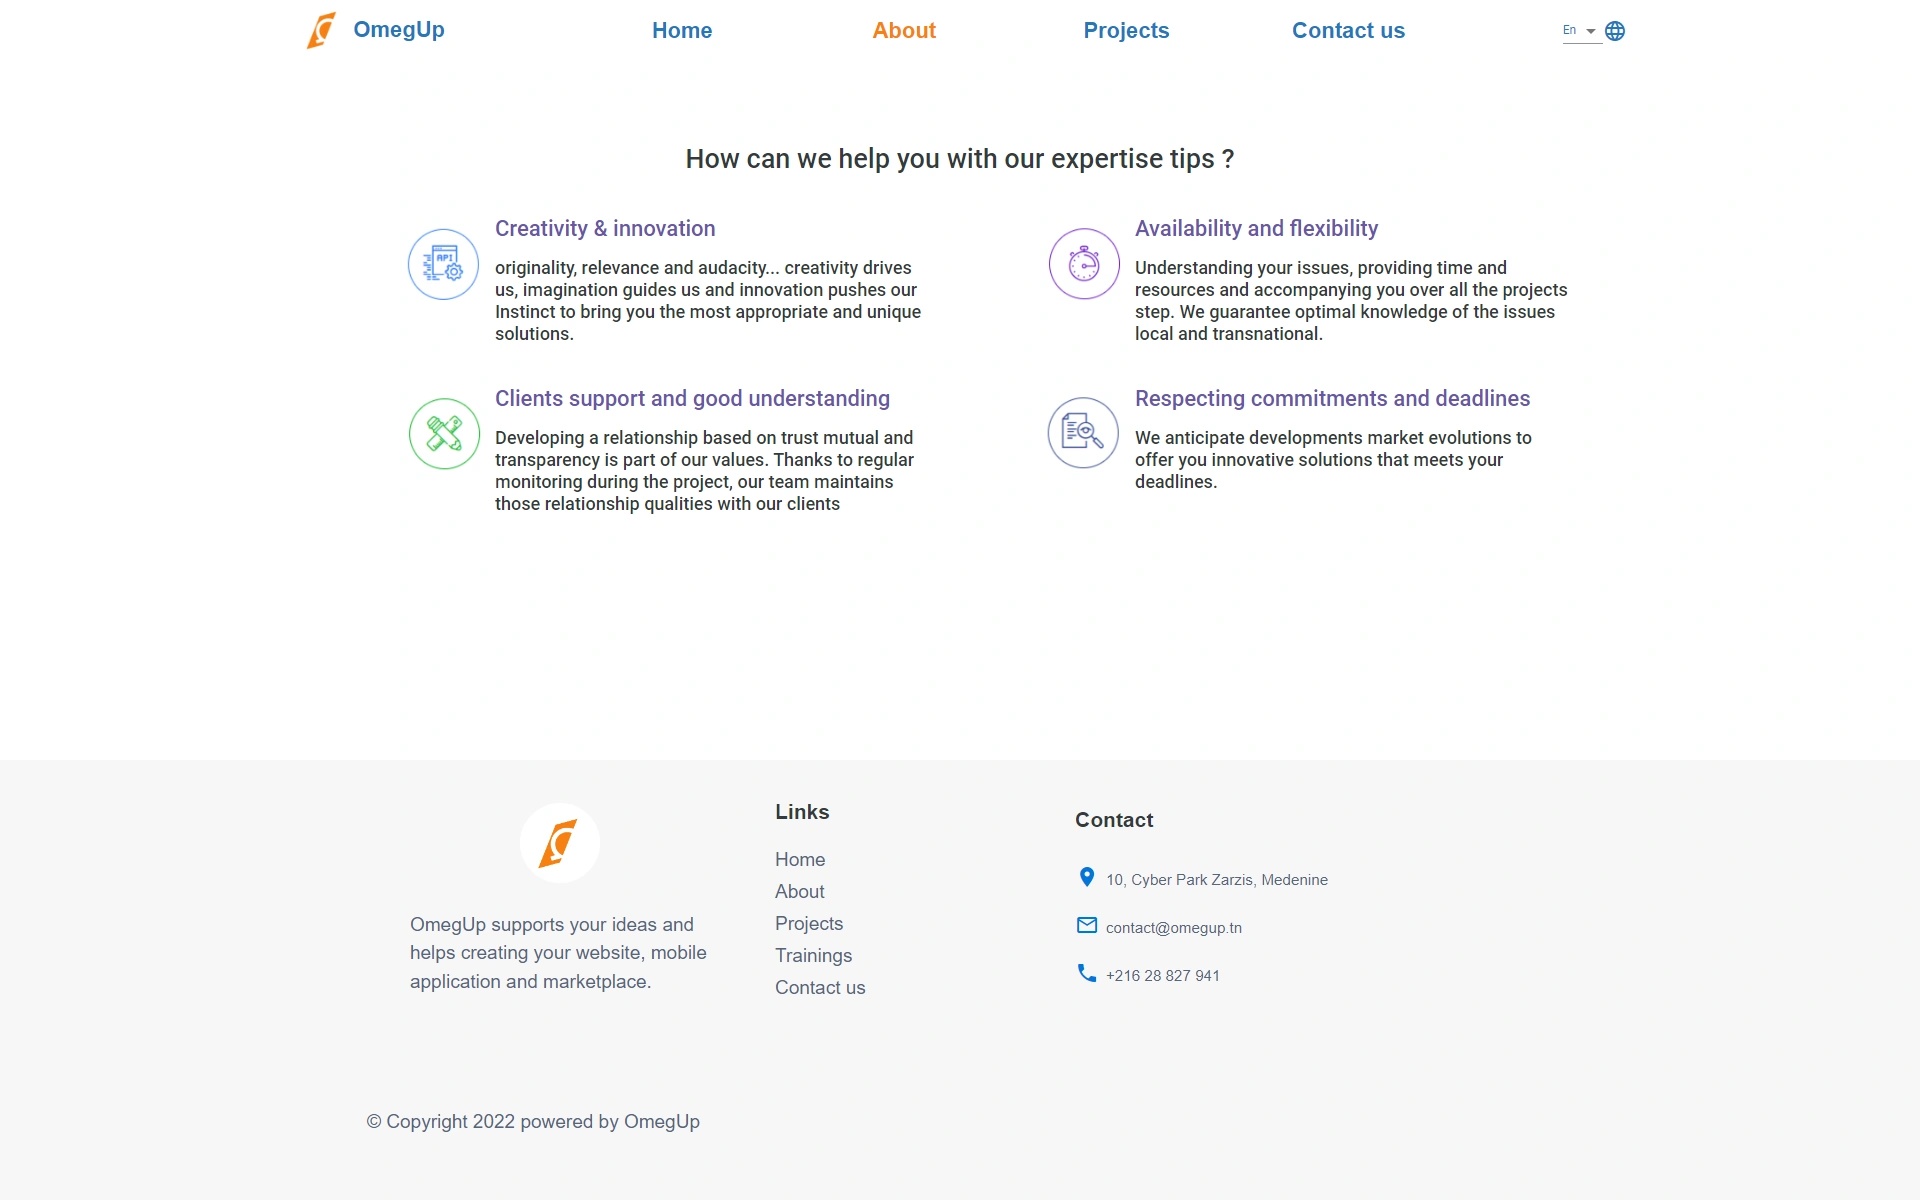 OmegUp
Home
About
Projects
Contact us
En
How can we help you with our expertise tips ?
Creativity & innovation
originality, relevance and audacity... creativity drives
us, imagination guides us and innovation pushes our
Instinct to bring you the most appropriate and unique
solutions.
API
Availability and flexibility
Understanding your issues, providing time and
resources and accompanying you over all the projects
step. We guarantee optimal knowledge of the issues
local and transnational.
Clients support and good understanding
Developing a relationship based on trust mutual and
transparency is part of our values. Thanks to regular
monitoring during the project, our team maintains
those relationship qualities with our clients
Respecting commitments and deadlines
We anticipate developments market evolutions to
offer you innovative solutions that meets your
deadlines.
OmegUp supports your ideas and
helps creating your website, mobile
application and marketplace.
Links
Home
About
Projects
Trainings
Contact us
Contact
10, Cyber Park Zarzis, Medenine
contact@omegup.tn
+216 28 827 941
© Copyright 2022 powered by OmegUp